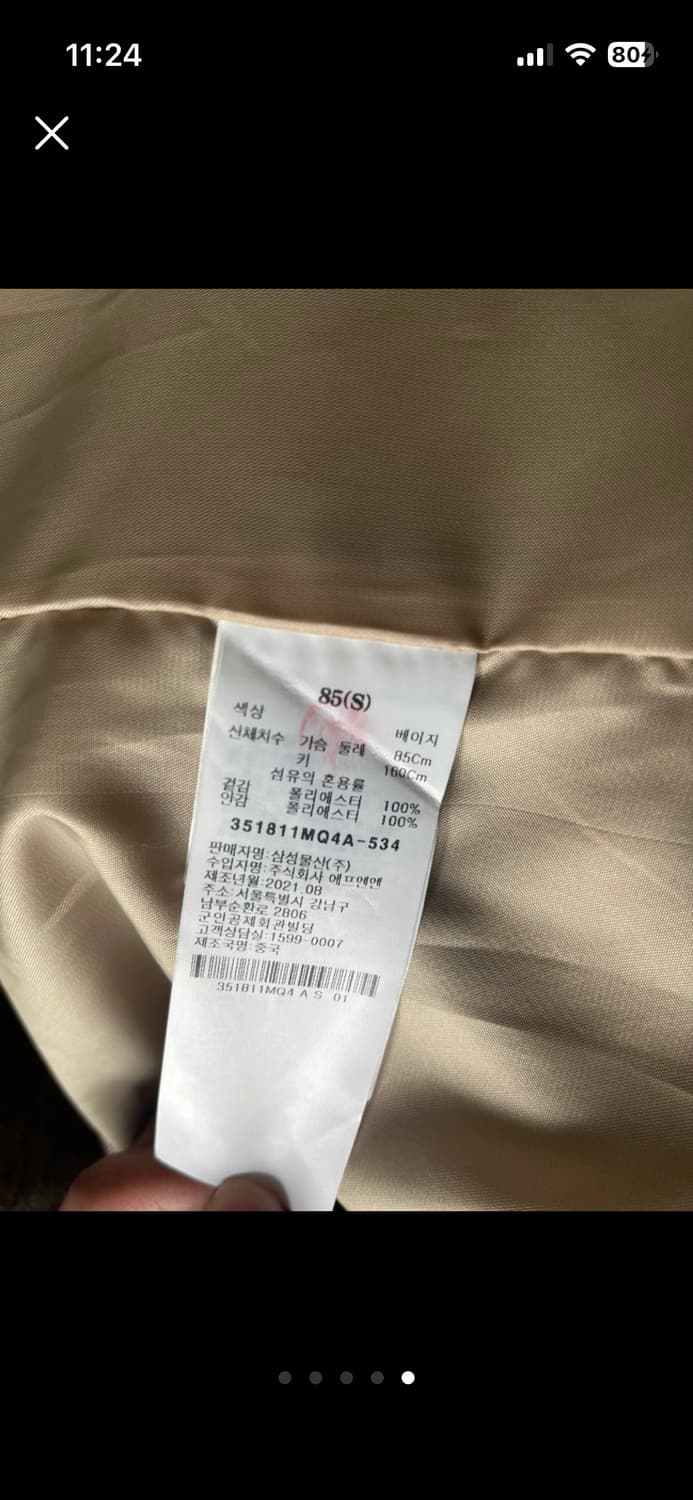 11:24
80
85(S)
색상 베이지
신체치수 가슴 둘레 85Cm
키 160Cm
섬유의 혼용률
겉감 폴리에스터 100%
안감 폴리에스터 100%
351811MQ4A-534
판매자명:삼성물산(주)
수입자명:주식회사 에프엔엔
제조년월:2021.08
주소:서울특별시 강남구
남부순환로 2806
군인공제회관빌딩
고객상담실:1599-0007
제조국명:중국
351811MQ4 A S 01